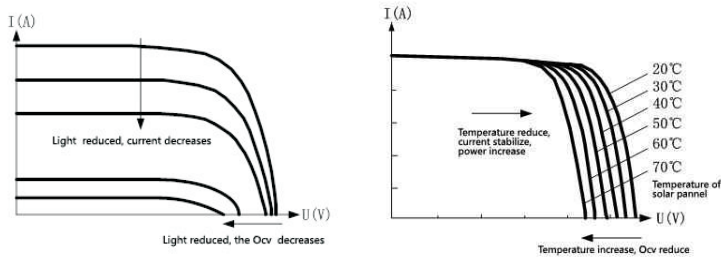 I(A)
Light reduced, current decreases
U(V)
Light reduced, the Ocv decreases
I(A)
20℃
30℃
40℃
50℃
60℃
70℃
Temperature reduce,
current stabilize,
power increase
Temperature of
solar pannel
U(V)
Temperature increase, Ocv reduce